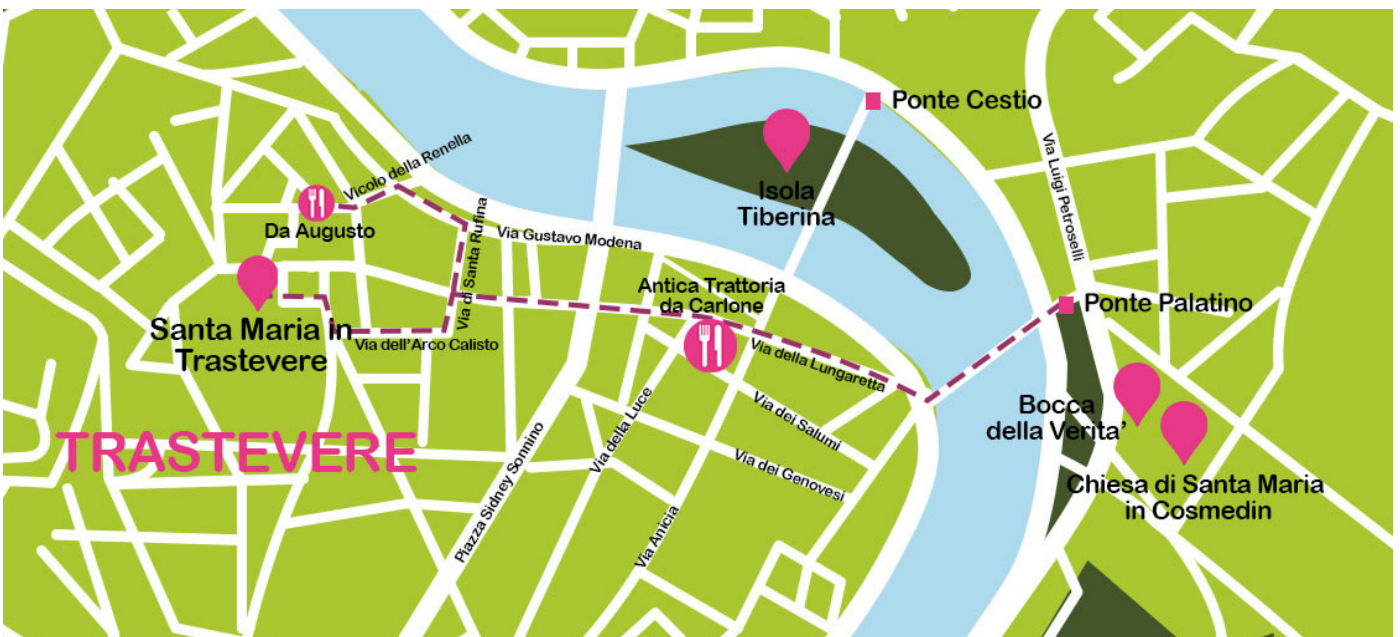 Ponte Cestio
Via Luigi Petroselli
Isola
Tiberina
Vicolo della Renella
Da Augusto
Via di Santa Rufina
Via Gustavo Modena
Antica Trattoria
da Carlone
Ponte Palatino
Santa Maria in
Trastevere
Via dell'Arco Calisto
Via della Lungaretta
Bocca
della Verita'
Via dei Salumi
Via della Luce
TRASTEVERE
Piazza Sidney Sonnino
Via dei Genovesi
Chiesa di Santa Maria
in Cosmedin
Via Anicia